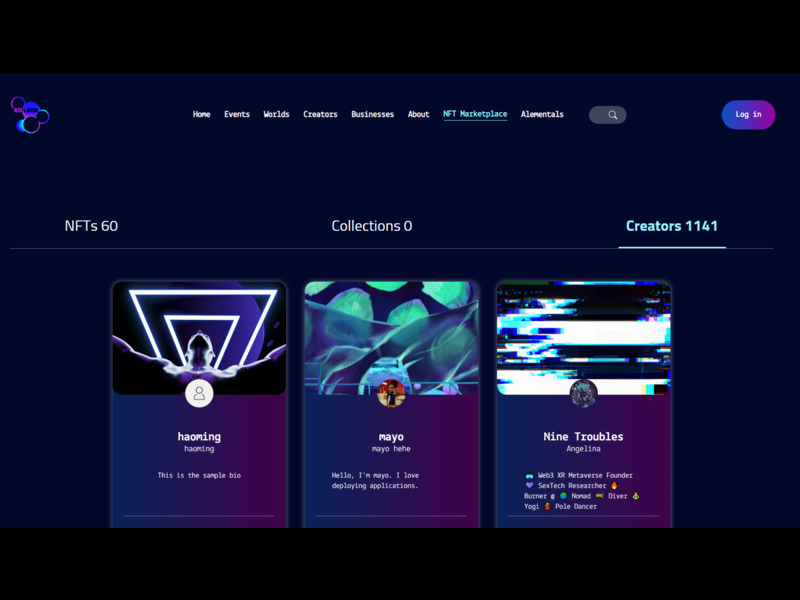 Home Events Worlds Creators Businesses About NFT Marketplace Alementals Log in
NFTs 60 Collections 0 Creators 1141
haoming
haoming
This is the sample bio
mayo
mayo hehe
Hello, I'm mayo. I love
deploying applications.
Nine Troubles
Angelina
Web3 XR Metaverse Founder
SexTech Researcher
Burner @ Nomad Diver
Yogi Pole Dancer